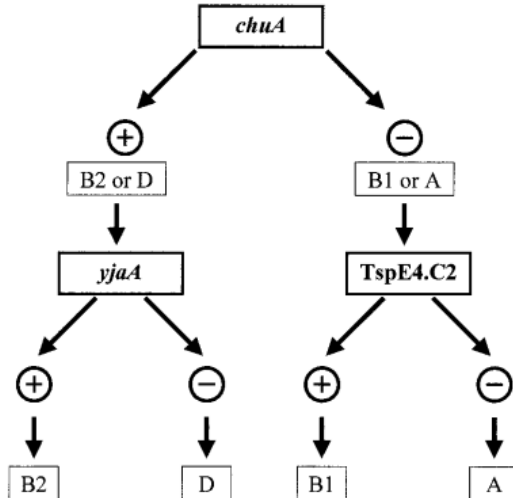 chuA
+ −
B2 or D B1 or A
yjaA TspE4.C2
+ − + −
B2 D B1 A